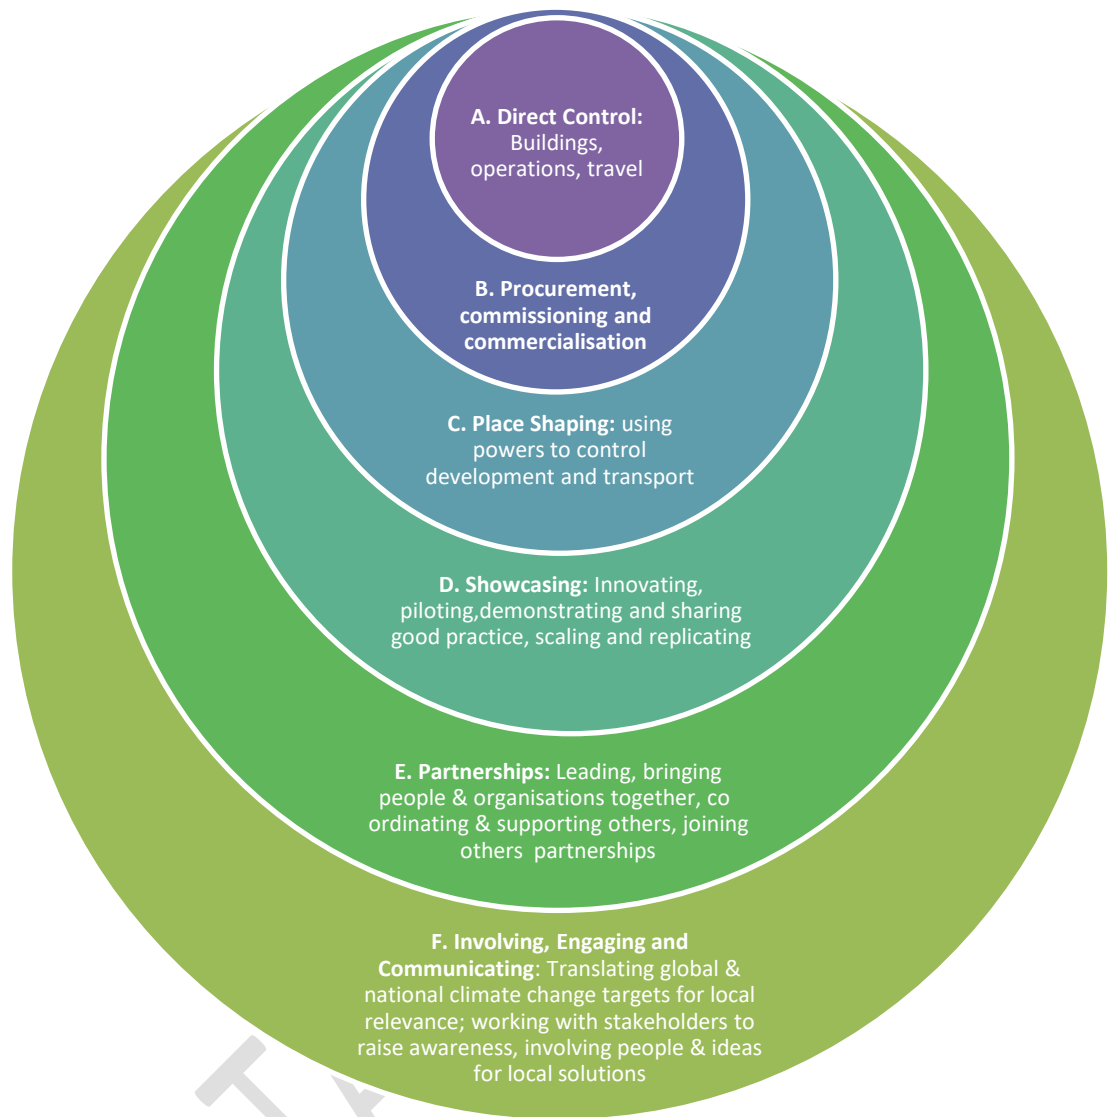 A. Direct Control:
Buildings,
operations, travel
B. Procurement,
commissioning and
commercialisation
C. Place Shaping: using
powers to control
development and transport
D. Showcasing: Innovating,
piloting,demonstrating and sharing
good practice, scaling and replicating
E. Partnerships: Leading, bringing
people & organisations together, co
ordinating & supporting others, joining
others partnerships
F. Involving, Engaging and
Communicating: Translating global &
national climate change targets for local
relevance; working with stakeholders to
raise awareness, involving people & ideas
for local solutions